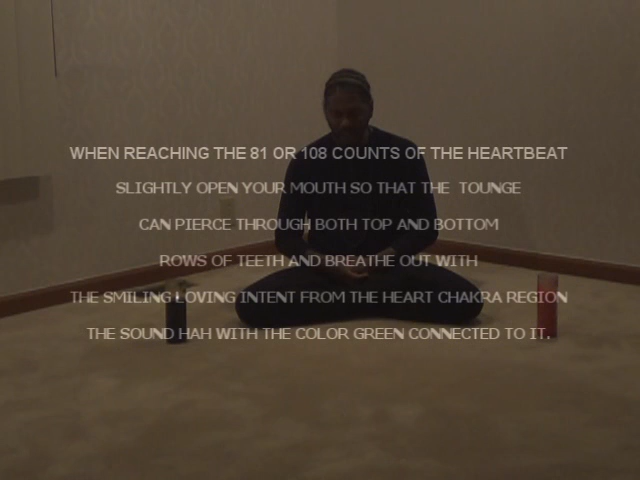 WHEN REACHING THE 81 OR 108 COUNTS OF THE HEARTBEAT
SLIGHTLY OPEN YOUR MOUTH SO THAT THE TOUNGE
CAN PIERCE THROUGH BOTH TOP AND BOTTOM
ROWS OF TEETH AND BREATHE OUT WITH
THE SMILING LOVING INTENT FROM THE HEART CHAKRA REGION
THE SOUND HAH WITH THE COLOR GREEN CONNECTED TO IT.